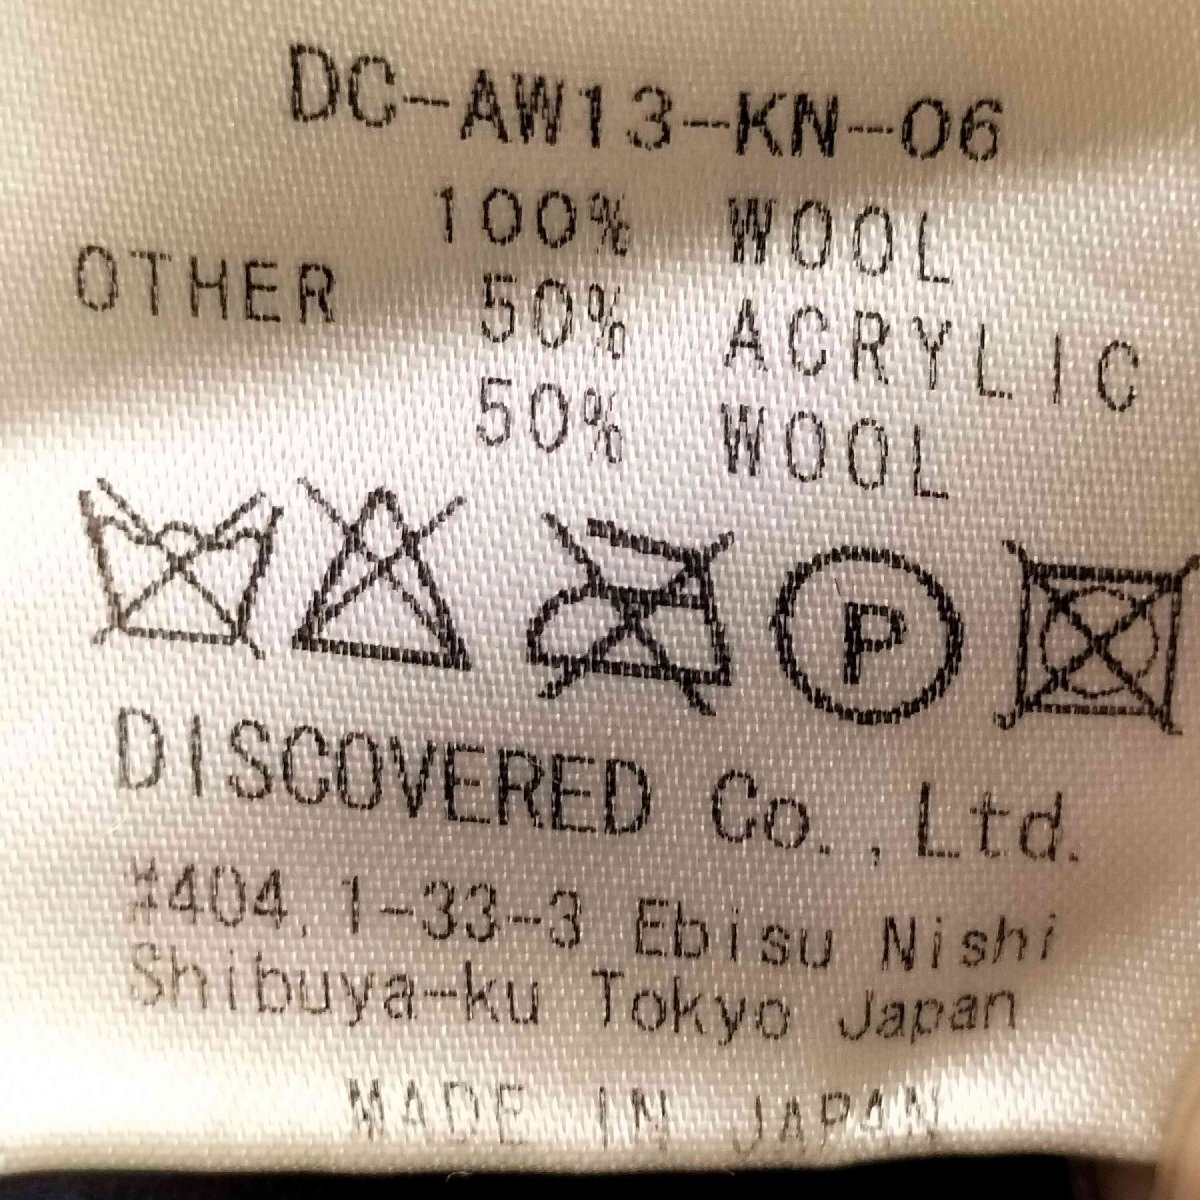 DC-AW13-KN-06
100% WOOL
OTHER 50% ACRYLIC
50% WOOL
P
DISCOVERED Co.,Ltd.
#404, 1-33-3 Ebisu Nishi
Shibuya-ku Tokyo Japan
MADE IN JAPAN